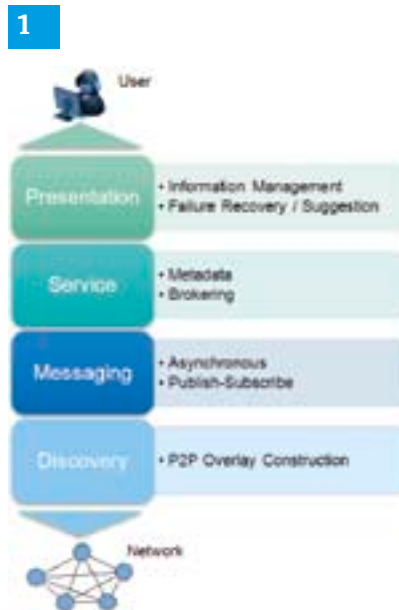 1
User
Presentation
• Information Management
• Failure Recovery / Suggestion
Service
• Metadata
• Brokering
Messaging
• Asynchronous
• Publish-Subscribe
Discovery
• P2P Overlay Construction
Network